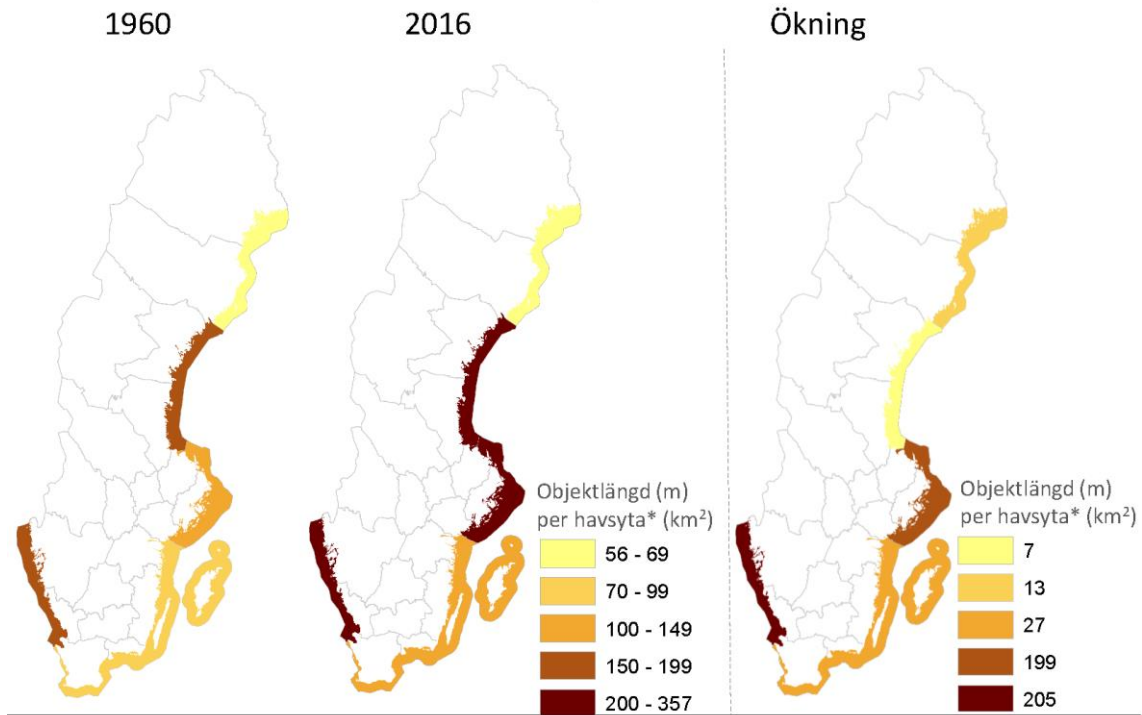 1960
2016
Ökning
Objektlängd (m)
per havsyta* (km²)
56 - 69
70 - 99
100 - 149
150 - 199
200 - 357
Objektlängd (m)
per havsyta* (km²)
7
13
27
199
205